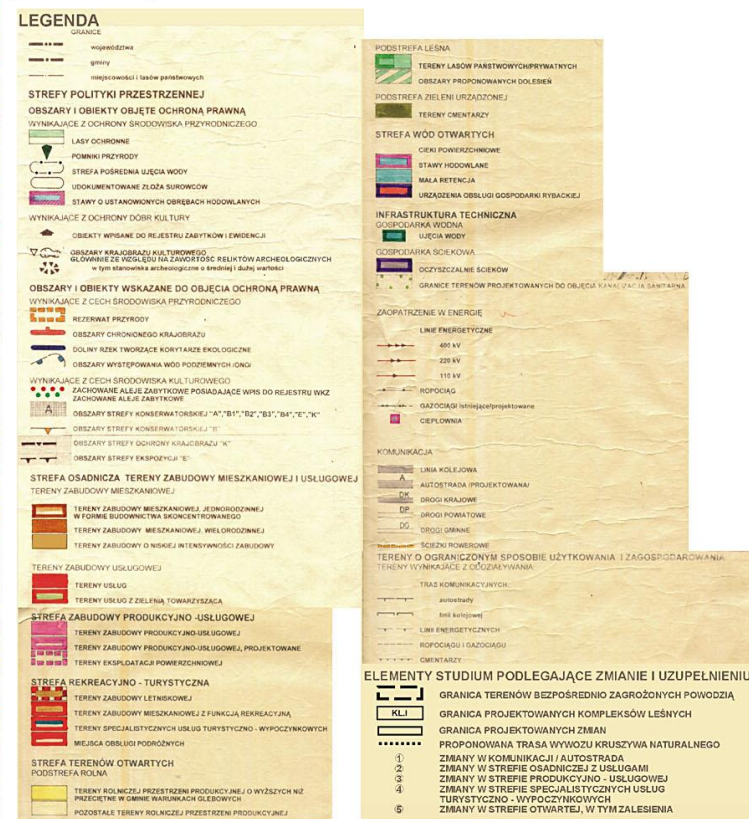 LEGENDA
GRANICE
województwa
gminy
miejscowości i lasów państwowych
STREFY POLITYKI PRZESTRZENNEJ
OBSZARY I OBIEKTY OBJĘTE OCHRONĄ PRAWNĄ
WYNIKAJĄCE Z OCHRONY ŚRODOWISKA PRZYRODNICZEGO
LASY OCHRONNE
POMNIKI PRZYRODY
STREFA POŚREDNIA UJĘCIA WODY
UDOKUMENTOWANE ZŁOŻA SUROWCÓW
STAWY O USTANOWIONYCH OBRĘBACH HODOWLANYCH
WYNIKAJĄCE Z OCHRONY DÓBR KULTURY
OBIEKTY WPISANE DO REJESTRU ZABYTKÓW I EWIDENCJI
OBSZARY KRAJOBRAZU KULTUROWEGO
GŁÓWNIE ZE WZGLĘDU NA ZAWARTOŚĆ RELIKTÓW ARCHEOLOGICZNYCH
w tym stanowiska archeologiczne o średniej i dużej wartości
OBSZARY I OBIEKTY WSKAZANE DO OBJĘCIA OCHRONĄ PRAWNĄ
WYNIKAJĄCE Z CECH ŚRODOWISKA PRZYRODNICZEGO
REZERWAT PRZYRODY
OBSZARY CHRONIONEGO KRAJOBRAZU
DOLINY RZEK TWORZĄCE KORYTARZE EKOLOGICZNE
OBSZARY WYSTĘPOWANIA WÓD PODZIEMNYCH /ONG/
WYNIKAJĄCE Z CECH ŚRODOWISKA KULTUROWEGO
ZACHOWANE ALEJE ZABYTKOWE POSIADAJĄCE WPIS DO REJESTRU WKZ
ZACHOWANE ALEJE ZABYTKOWE
A OBSZARY STREFY KONSERWATORSKIEJ "A","B1","B2","B3","B4","E","K"
OBSZARY STREFY KONSERWATORSKIEJ "B"
OBSZARY STREFY OCHRONY KRAJOBRAZU "K"
OBSZARY STREFY EKSPOZYCJI "E"
STREFA OSADNICZA TERENY ZABUDOWY MIESZKANIOWEJ I USŁUGOWEJ
TERENY ZABUDOWY MIESZKANIOWEJ
TERENY ZABUDOWY MIESZKANIOWEJ, JEDNORODZINNEJ
W FORMIE BUDOWNICTWA SKONCENTROWANEGO
TERENY ZABUDOWY MIESZKANIOWEJ, WIELORODZINNEJ
TERENY ZABUDOWY O NISKIEJ INTENSYWNOŚCI ZABUDOWY
TERENY ZABUDOWY USŁUGOWEJ
TERENY USŁUG
TERENY USŁUG Z ZIELENIĄ TOWARZYSZĄCĄ
STREFA ZABUDOWY PRODUKCYJNO -USŁUGOWEJ
TERENY ZABUDOWY PRODUKCYJNO-USŁUGOWEJ
TERENY ZABUDOWY PRODUKCYJNO-USŁUGOWEJ, PROJEKTOWANE
TERENY EKSPLOATACJI POWIERZCHNIOWEJ
STREFA REKREACYJNO - TURYSTYCZNA
TERENY ZABUDOWY LETNISKOWEJ
TERENY ZABUDOWY MIESZKANIOWEJ Z FUNKCJĄ REKREACYJNĄ
TERENY SPECJALISTYCZNYCH USŁUG TURYSTYCZNO - WYPOCZYNKOWYCH
MIEJSCA OBSŁUGI PODRÓŻNYCH
STREFA TERENÓW OTWARTYCH
PODSTREFA ROLNA
TERENY ROLNICZEJ PRZESTRZENI PRODUKCYJNEJ O WYŻSZYCH NIŻ
PRZECIĘTNE W GMINIE WARUNKACH GLEBOWYCH
POZOSTAŁE TERENY ROLNICZEJ PRZESTRZENI PRODUKCYJNEJ
PODSTREFA LEŚNA
TERENY LASÓW PAŃSTWOWYCH/PRYWATNYCH
OBSZARY PROPONOWANYCH DOLESIEŃ
PODSTREFA ZIELENI URZĄDZONEJ
TERENY CMENTARZY
STREFA WÓD OTWARTYCH
CIEKI POWIERZCHNIOWE
STAWY HODOWLANE
MAŁA RETENCJA
URZĄDZENIA OBSŁUGI GOSPODARKI RYBACKIEJ
INFRASTRUKTURA TECHNICZNA
GOSPODARKA WODNA
UJĘCIA WODY
GOSPODARKA ŚCIEKOWA
OCZYSZCZALNIE ŚCIEKÓW
GRANICE TERENÓW PROJEKTOWANYCH DO OBJĘCIA KANALIZACJĄ SANITARNĄ
ZAOPATRZENIE W ENERGIĘ
LINIE ENERGETYCZNE
400 kV
220 kV
110 kV
ROPOCIĄG
GAZOCIĄGI istniejące/projektowane
CIEPŁOWNIA
KOMUNIKACJA
LINIA KOLEJOWA
A AUTOSTRADA /PROJEKTOWANA/
DK DROGI KRAJOWE
DP DROGI POWIATOWE
DG DROGI GMINNE
ŚCIEŻKI ROWEROWE
TERENY O OGRANICZONYM SPOSOBIE UŻYTKOWANIA I ZAGOSPODAROWANIA
TERENY WYNIKAJĄCE Z ODZIAŁYWANIA
TRAS KOMUNIKACYJNYCH:
autostrady
linii kolejowej
LINII ENERGETYCZNYCH
ROPOCIĄGU I GAZOCIĄGU
CMENTARZY
ELEMENTY STUDIUM PODLEGAJĄCE ZMIANIE I UZUPEŁNIENIU
GRANICA TERENÓW BEZPOŚREDNIO ZAGROŻONYCH POWODZIĄ
KL.I GRANICA PROJEKTOWANYCH KOMPLEKSÓW LEŚNYCH
GRANICA PROJEKTOWANYCH ZMIAN
PROPONOWANA TRASA WYWOZU KRUSZYWA NATURALNEGO
① ZMIANY W KOMUNIKACJI / AUTOSTRADA
② ZMIANY W STREFIE OSADNICZEJ Z USŁUGAMI
③ ZMIANY W STREFIE PRODUKCYJNO - USŁUGOWEJ
④ ZMIANY W STREFIE SPECJALISTYCZNYCH USŁUG
TURYSTYCZNO - WYPOCZYNKOWYCH
⑤ ZMIANY W STREFIE OTWARTEJ, W TYM ZALESIENIA